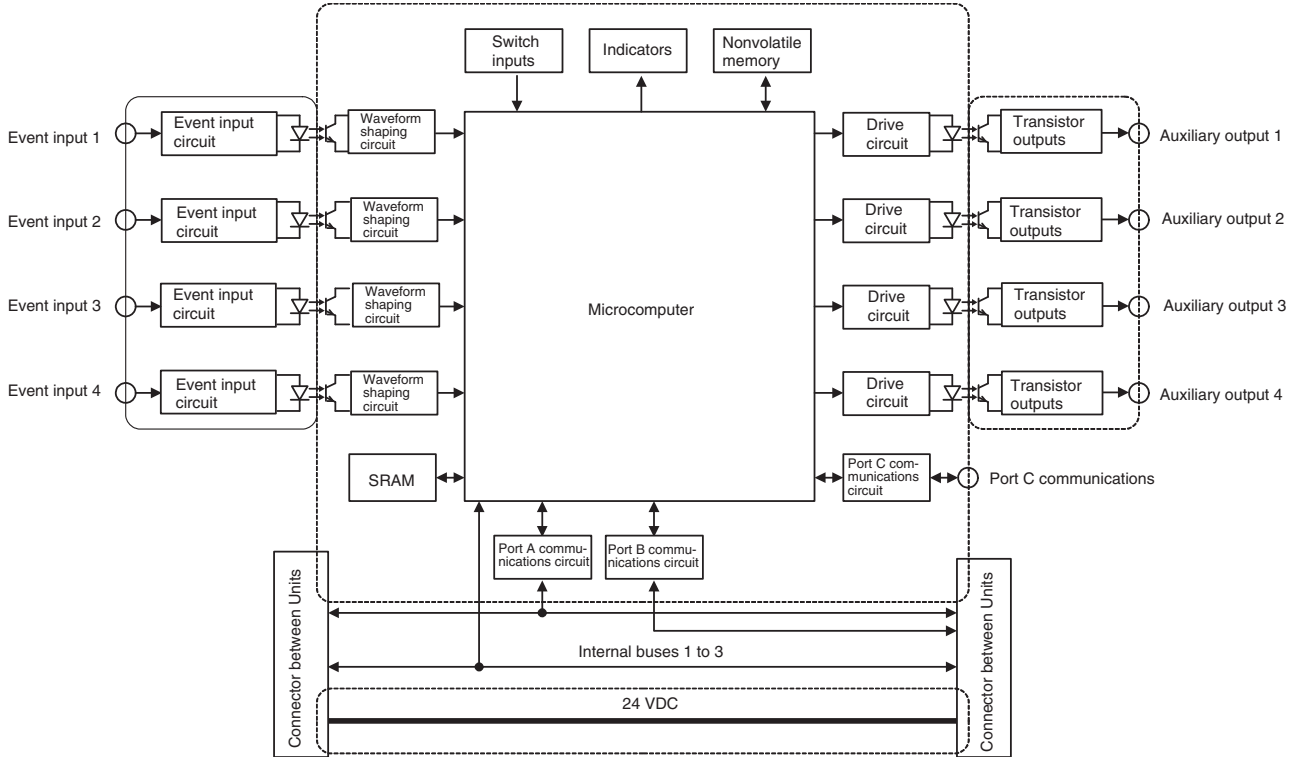 Switch
inputs
Indicators
Nonvolatile
memory
Event input 1
Event input
circuit
Waveform
shaping
circuit
Drive
circuit
Transistor
outputs
Auxiliary output 1
Event input 2
Event input
circuit
Waveform
shaping
circuit
Drive
circuit
Transistor
outputs
Auxiliary output 2
Event input 3
Event input
circuit
Waveform
shaping
circuit
Microcomputer
Drive
circuit
Transistor
outputs
Auxiliary output 3
Event input 4
Event input
circuit
Waveform
shaping
circuit
Drive
circuit
Transistor
outputs
Auxiliary output 4
SRAM
Port C com-
munications
circuit
Port C communications
Port A commu-
nications circuit
Port B commu-
nications circuit
Connector between Units
Internal buses 1 to 3
24 VDC
Connector between Units